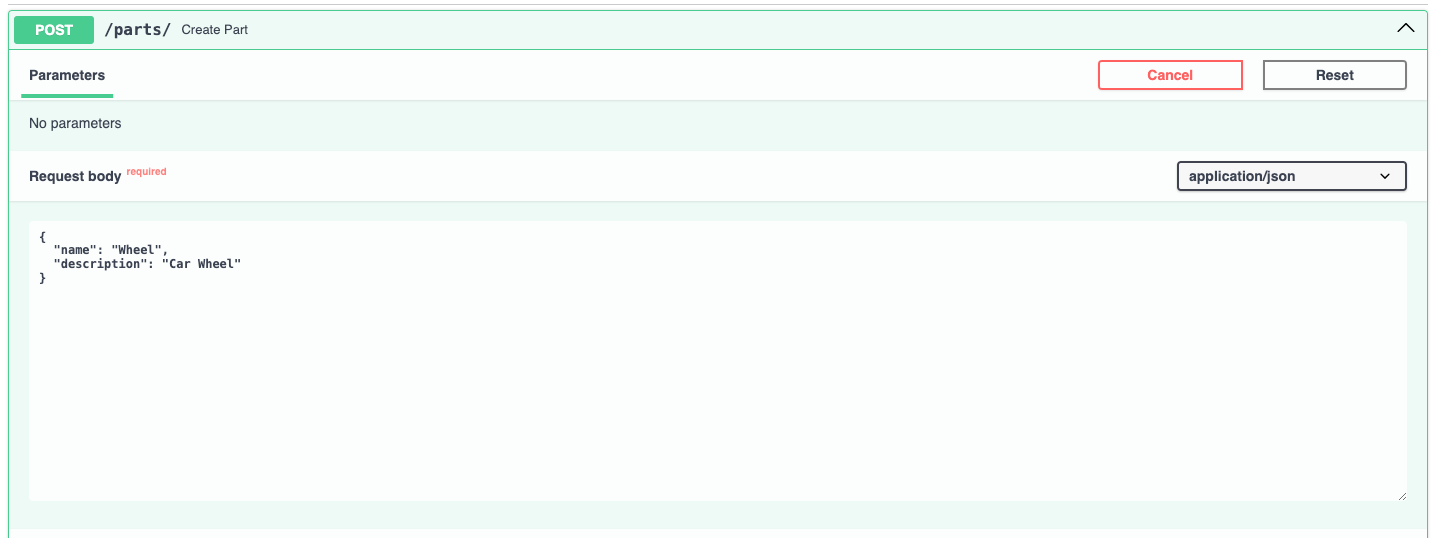 POST /parts/ Create Part
Parameters Cancel Reset
No parameters
Request body required application/json
{
  "name": "Wheel",
  "description": "Car Wheel"
}